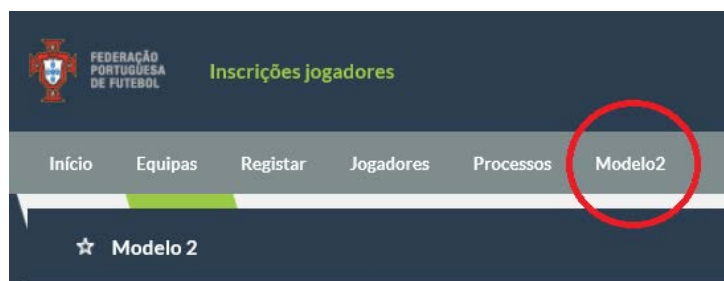 FEDERAÇÃO
PORTUGUESA
DE FUTEBOL
Inscrições jogadores
Início Equipas Registar Jogadores Processos Modelo2
Modelo 2